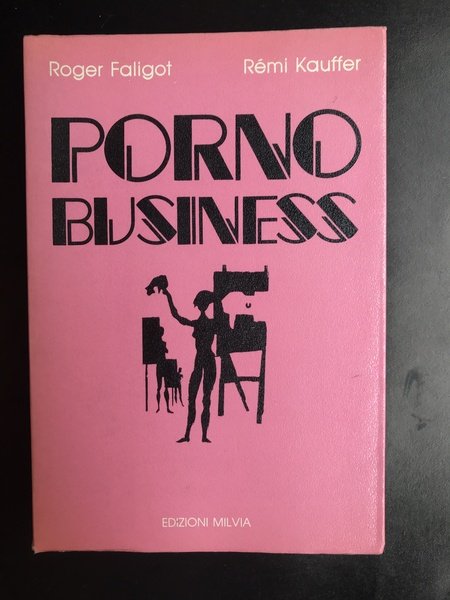 Roger Faligot Rémi Kauffer
PORNO
BUSINESS
EDIZIONI MILVIA